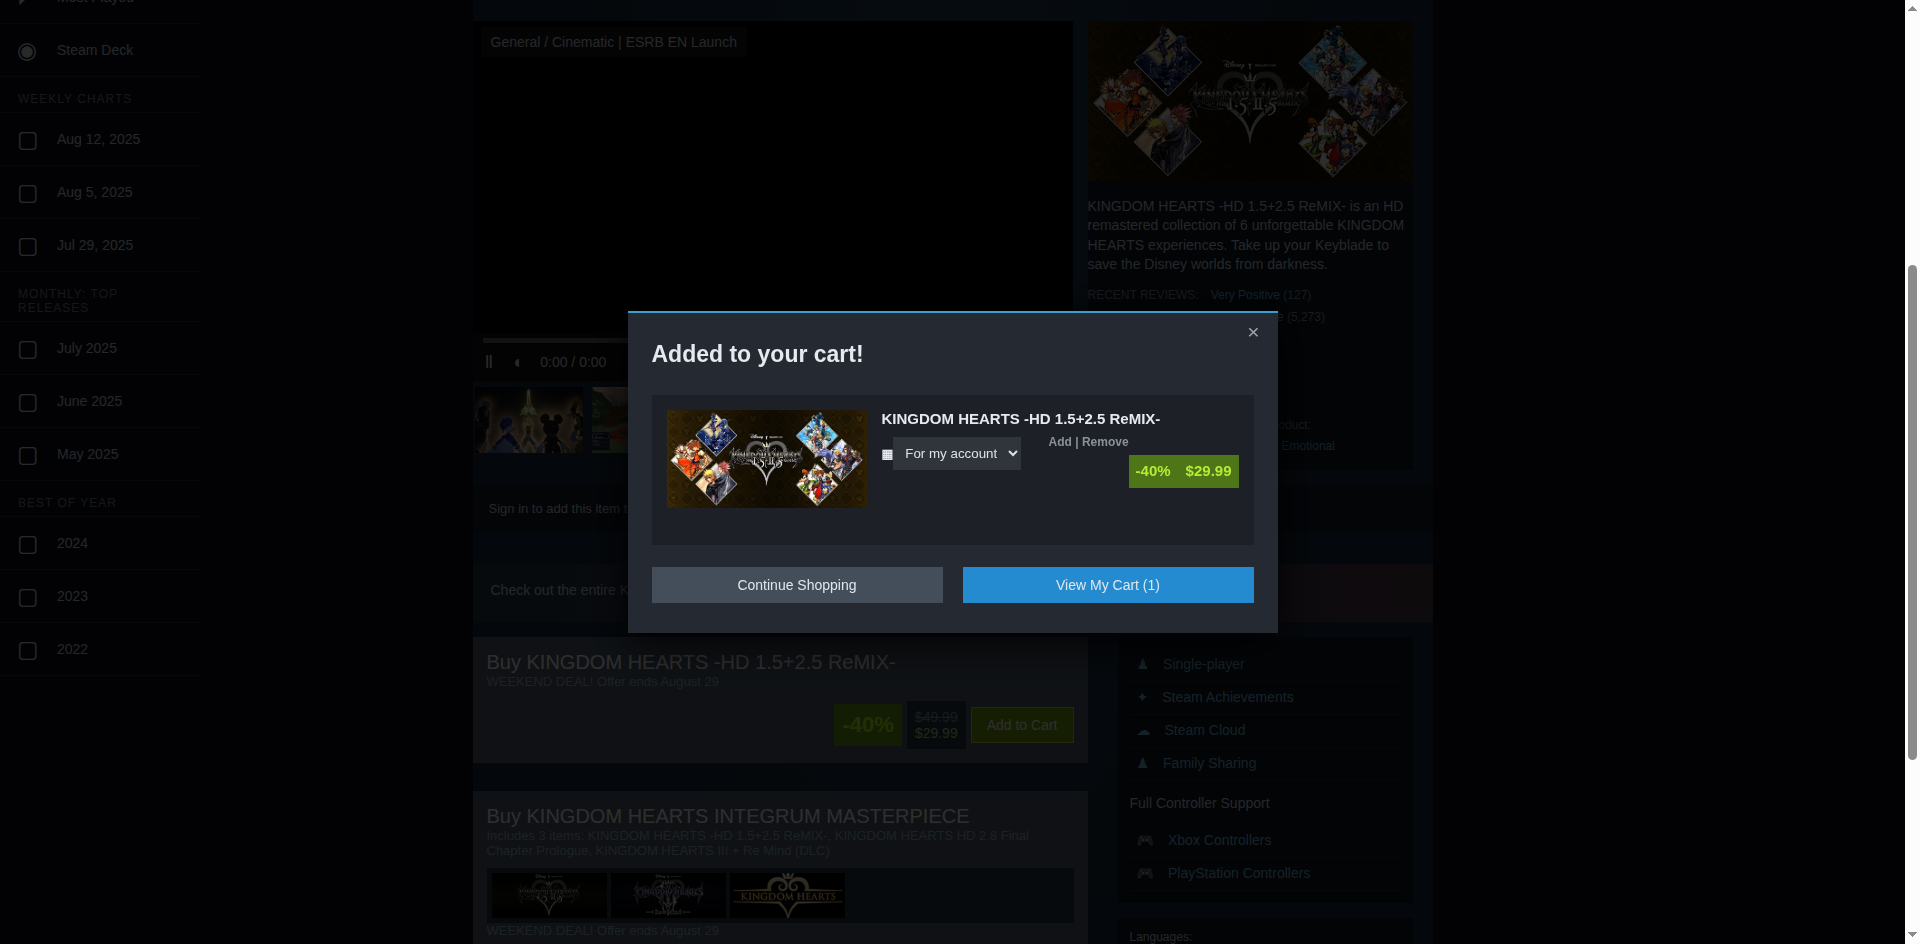 Most Played
Steam Deck
WEEKLY CHARTS
Aug 12, 2025
Aug 5, 2025
Jul 29, 2025
MONTHLY: TOP
RELEASES
July 2025
June 2025
May 2025
BEST OF YEAR
2024
2023
2022
General / Cinematic | ESRB EN Launch
0:00 / 0:00
KINGDOM HEARTS
KINGDOM HEARTS -HD 1.5+2.5 ReMIX- is an HD
remastered collection of 6 unforgettable KINGDOM
HEARTS experiences. Take up your Keyblade to
save the Disney worlds from darkness.
RECENT REVIEWS: Very Positive (127)
(5,273)
Emotional
Added to your cart!
×
KINGDOM HEARTS -HD 1.5+2.5 ReMIX-
For my account
Add | Remove
-40% $29.99
Continue Shopping
View My Cart (1)
Sign in to add this item
Check out the entire
Buy KINGDOM HEARTS -HD 1.5+2.5 ReMIX-
WEEKEND DEAL! Offer ends August 29
-40%
$49.99
$29.99
Add to Cart
Buy KINGDOM HEARTS INTEGRUM MASTERPIECE
Includes 3 items: KINGDOM HEARTS -HD 1.5+2.5 ReMIX-, KINGDOM HEARTS HD 2.8 Final
Chapter Prologue, KINGDOM HEARTS III + Re Mind (DLC)
KINGDOM HEARTS
WEEKEND DEAL! Offer ends August 29
Single-player
Steam Achievements
Steam Cloud
Family Sharing
Full Controller Support
Xbox Controllers
PlayStation Controllers
Languages: